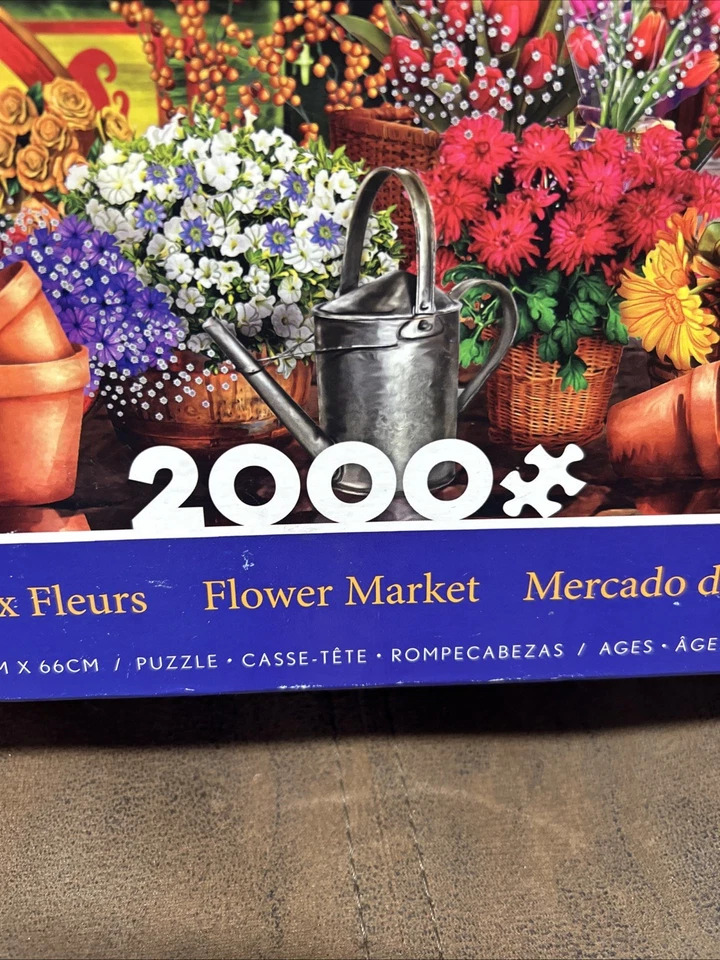 2000
x Fleurs Flower Market Mercado d
M X 66CM / PUZZLE • CASSE-TÊTE • ROMPECABEZAS / AGES • ÂGE